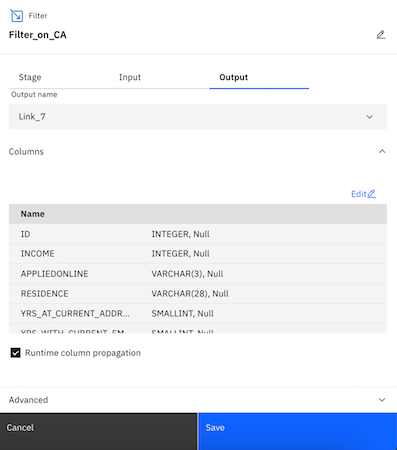 Filter
Filter_on_CA
Stage Input Output
Output name
Link_7
Columns
Edit
Name
ID INTEGER, Null
INCOME INTEGER, Null
APPLIEDONLINE VARCHAR(3), Null
RESIDENCE VARCHAR(28), Null
YRS_AT_CURRENT_ADDR... SMALLINT, Null
YRS_WITH_CURRENT_EM... SMALLINT, Null
Runtime column propagation
Advanced
Cancel Save